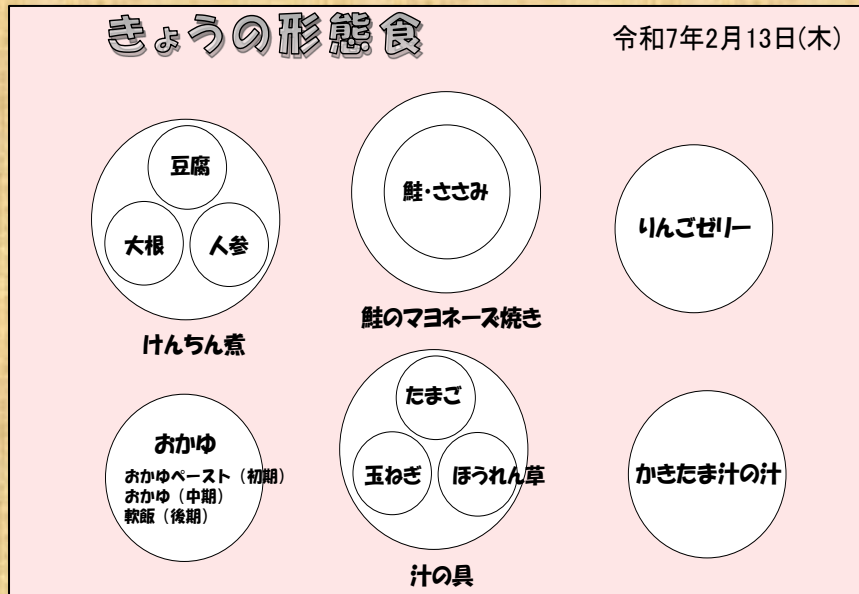 きょうの形態食
令和7年2月13日(木)
豆腐
大根
人参
けんちん煮
鮭・ささみ
鮭のマヨネーズ焼き
りんごゼリー
おかゆ
おかゆペースト（初期）
おかゆ（中期）
軟飯（後期）
たまご
玉ねぎ
ほうれん草
汁の具
かきたま汁の汁